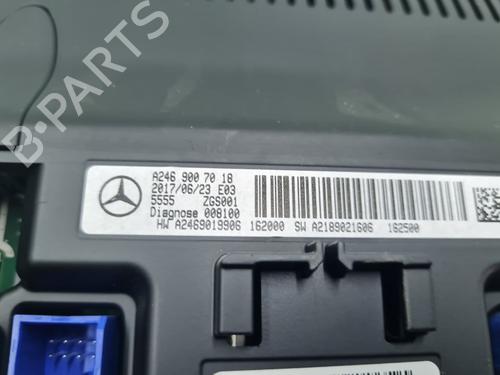 A246 900 70 18
2017/06/23 E03
5555 ZGS001
Diagnose 008100
HW A2469019906 162000 SW A2189021606 162500
B-PARTS